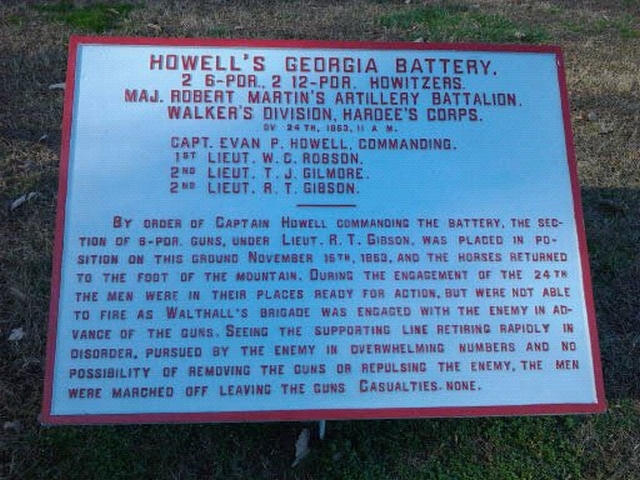 HOWELL'S GEORGIA BATTERY.
2 6-PDR., 2 12-PDR. HOWITZERS.
MAJ. ROBERT MARTIN'S ARTILLERY BATTALION.
WALKER'S DIVISION, HARDEE'S CORPS.
OV 24TH, 1863, 11 A.M.
CAPT. EVAN P. HOWELL, COMMANDING.
1ST LIEUT. W. C. ROBSON.
2ND LIEUT. T. J. GILMORE.
2ND LIEUT. R. T. GIBSON.
BY ORDER OF CAPTAIN HOWELL COMMANDING THE BATTERY, THE SEC-
TION OF 6-PDR. GUNS, UNDER LIEUT. R. T. GIBSON, WAS PLACED IN PO-
SITION ON THIS GROUND NOVEMBER 15TH, 1863, AND THE HORSES RETURNED
TO THE FOOT OF THE MOUNTAIN. DURING THE ENGAGEMENT OF THE 24TH
THE MEN WERE IN THEIR PLACES READY FOR ACTION, BUT WERE NOT ABLE
TO FIRE AS WALTHALL'S BRIGADE WAS ENGAGED WITH THE ENEMY IN AD-
VANCE OF THE GUNS. SEEING THE SUPPORTING LINE RETIRING RAPIDLY IN
DISORDER, PURSUED BY THE ENEMY IN OVERWHELMING NUMBERS AND NO
POSSIBILITY OF REMOVING THE GUNS OR REPULSING THE ENEMY, THE MEN
WERE MARCHED OFF LEAVING THE GUNS CASUALTIES. NONE.